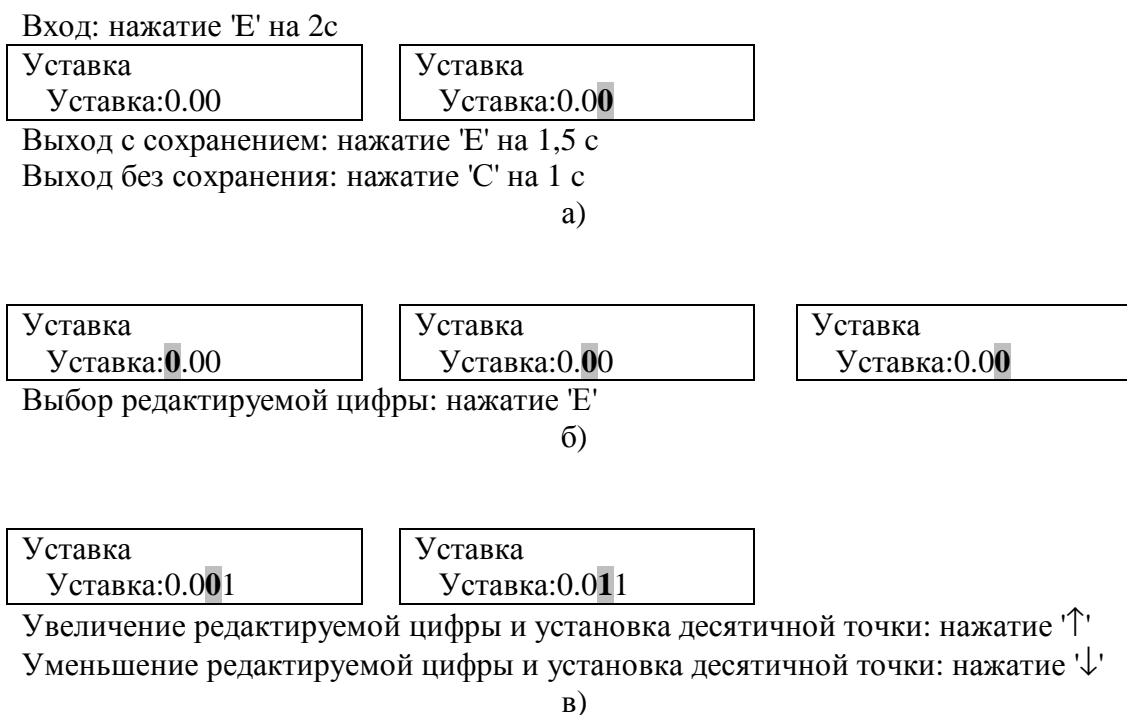 Вход: нажатие 'E' на 2с
Уставка Уставка
Уставка:0.00 Уставка:0.00
Выход с сохранением: нажатие 'E' на 1,5 с
Выход без сохранения: нажатие 'C' на 1 с
а)
Уставка Уставка Уставка
Уставка:0.00 Уставка:0.00 Уставка:0.00
Выбор редактируемой цифры: нажатие 'E'
б)
Уставка Уставка
Уставка:0.001 Уставка:0.011
Увеличение редактируемой цифры и установка десятичной точки: нажатие '↑'
Уменьшение редактируемой цифры и установка десятичной точки: нажатие '↓'
в)